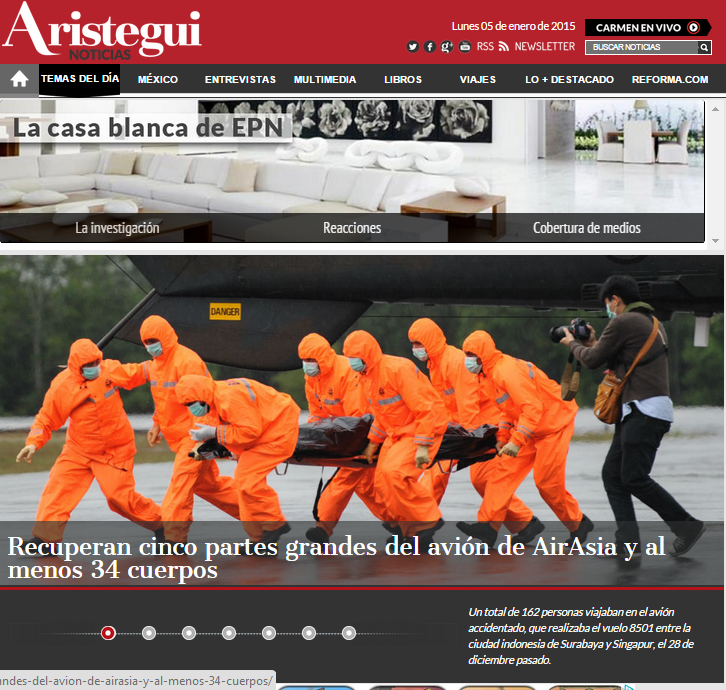 Aristegui
NOTICIAS
Lunes 05 de enero de 2015
CARMEN EN VIVO
RSS
NEWSLETTER
BUSCAR NOTICIAS
TEMAS DEL DÍA
MÉXICO
ENTREVISTAS
MULTIMEDIA
LIBROS
VIAJES
LO + DESTACADO
REFORMA.COM
La casa blanca de EPN
La investigación
Reacciones
Cobertura de medios
DANGER
Recuperan cinco partes grandes del avión de AirAsia y al
menos 34 cuerpos
Un total de 162 personas viajaban en el avión
accidentado, que realizaba el vuelo 8501 entre la
ciudad indonesia de Surabaya y Singapur, el 28 de
diciembre pasado.
andes-del-avion-de-airasia-y-al-menos-34-cuerpos/